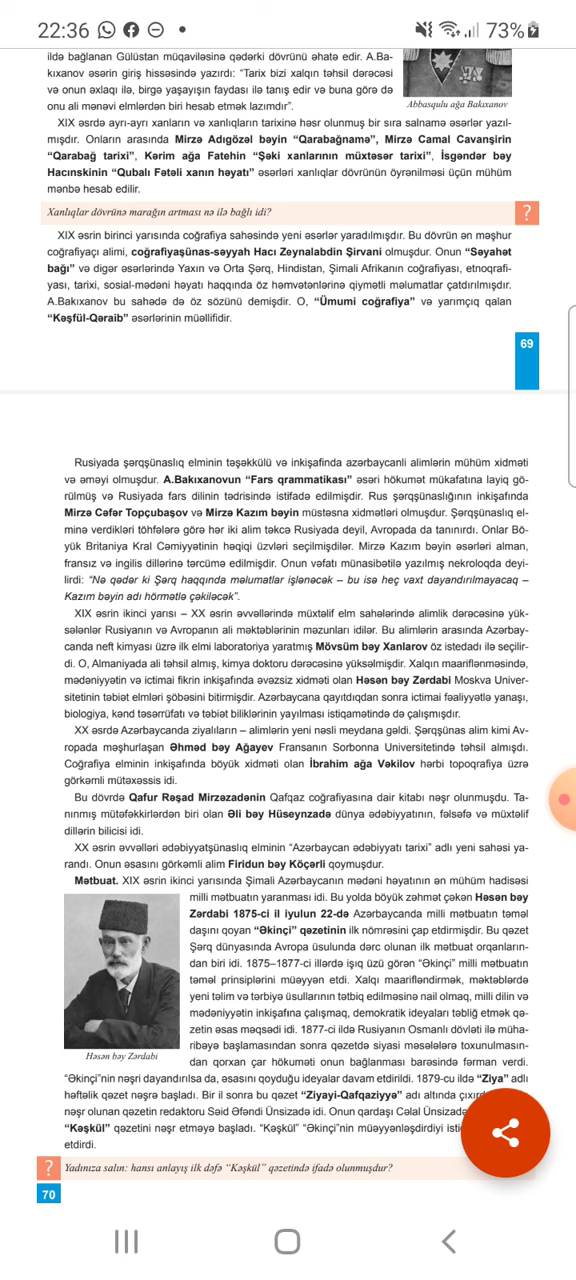 22:36
73%
ildə bağlanan Gülüstan müqaviləsinə qədərki dövrünü əhatə edir. A.Ba-
kıxanov əsərin giriş hissəsində yazırdı: “Tarix bizi xalqın təhsil dərəcəsi
və onun əxlaqı ilə, birgə yaşayışın faydası ilə tanış edir və buna görə də
onu ali mənəvi elmlərdən biri hesab etmək lazımdır”.
Abbasqulu ağa Bakıxanov
XIX əsrdə ayrı-ayrı xanların və xanlıqların tarixinə həsr olunmuş bir sıra salnamə əsərlər yazıl-
mışdır. Onların arasında Mirzə Adıgözəl bəyin “Qarabağnamə”, Mirzə Camal Cavanşirin
“Qarabağ tarixi”, Kərim ağa Fatehin “Şəki xanlarının müxtəsər tarixi”, İsgəndər bəy
Hacınskinin “Qubalı Fətəli xanın həyatı” əsərləri xanlıqlar dövrünün öyrənilməsi üçün mühüm
mənbə hesab edilir.
Xanlıqlar dövrünə marağın artması nə ilə bağlı idi?
?
XIX əsrin birinci yarısında coğrafiya sahəsində yeni əsərlər yaradılmışdır. Bu dövrün ən məşhur
coğrafiyaçı alimi, coğrafiyaşünas-səyyah Hacı Zeynalabdin Şirvani olmuşdur. Onun “Səyahət
bağı” və digər əsərlərində Yaxın və Orta Şərq, Hindistan, Şimali Afrikanın coğrafiyası, etnoqrafi-
yası, tarixi, sosial-mədəni həyatı haqqında öz həmvətənlərinə qiymətli məlumatlar çatdırılmışdır.
A.Bakıxanov bu sahədə də öz sözünü demişdir. O, “Ümumi coğrafiya” və yarımçıq qalan
“Kəşfül-Qəraib” əsərlərinin müəllifidir.
69
Rusiyada şərqşünaslıq elminin təşəkkülü və inkişafında azərbaycanli alimlərin mühüm xidməti
və əməyi olmuşdur. A.Bakıxanovun “Fars qrammatikası” əsəri hökumət mükafatına layiq gö-
rülmüş və Rusiyada fars dilinin tədrisində istifadə edilmişdir. Rus şərqşünaslığının inkişafında
Mirzə Cəfər Topçubaşov və Mirzə Kazım bəyin müstəsna xidmətləri olmuşdur. Şərqşünaslıq el-
minə verdikləri töhfələrə görə hər iki alim təkcə Rusiyada deyil, Avropada da tanınırdı. Onlar Bö-
yük Britaniya Kral Cəmiyyətinin həqiqi üzvləri seçilmişdilər. Mirzə Kazım bəyin əsərləri alman,
fransız və ingilis dillərinə tərcümə edilmişdir. Onun vəfatı münasibətilə yazılmış nekroloqda deyi-
lirdi: “Nə qədər ki Şərq haqqında məlumatlar işlənəcək – bu isə heç vaxt dayandırılmayacaq –
Kazım bəyin adı hörmətlə çəkiləcək”.
XIX əsrin ikinci yarısı – XX əsrin əvvəllərində müxtəlif elm sahələrində alimlik dərəcəsinə yük-
sələnlər Rusiyanın və Avropanın ali məktəblərinin məzunları idilər. Bu alimlərin arasında Azərbay-
canda neft kimyası üzrə ilk elmi laboratoriya yaratmış Mövsüm bəy Xanlarov öz istedadı ilə seçilir-
di. O, Almaniyada ali təhsil almış, kimya doktoru dərəcəsinə yüksəlmişdir. Xalqın maariflənməsində,
mədəniyyətin və ictimai fikrin inkişafında əvəzsiz xidməti olan Həsən bəy Zərdabi Moskva Univer-
sitetinin təbiət elmləri şöbəsini bitirmişdir. Azərbaycana qayıtdıqdan sonra ictimai fəaliyyətlə yanaşı,
biologiya, kənd təsərrüfatı və təbiət biliklərinin yayılması istiqamətində də çalışmışdır.
XX əsrdə Azərbaycanda ziyalıların – alimlərin yeni nəsli meydana gəldi. Şərqşünas alim kimi Av-
ropada məşhurlaşan Əhməd bəy Ağayev Fransanın Sorbonna Universitetində təhsil almışdı.
Coğrafiya elminin inkişafında böyük xidməti olan İbrahim ağa Vəkilov hərbi topoqrafiya üzrə
görkəmli mütəxəssis idi.
Bu dövrdə Qafur Rəşad Mirzəzadənin Qafqaz coğrafiyasına dair kitabı nəşr olunmuşdu. Ta-
nınmış mütəfəkkirlərdən biri olan Əli bəy Hüseynzadə dünya ədəbiyyatının, fəlsəfə və müxtəlif
dillərin bilicisi idi.
XX əsrin əvvəlləri ədəbiyyatşünaslıq elminin “Azərbaycan ədəbiyyatı tarixi” adlı yeni sahəsi ya-
randı. Onun əsasını görkəmli alim Firidun bəy Köçərli qoymuşdur.
Mətbuat. XIX əsrin ikinci yarısında Şimali Azərbaycanın mədəni həyatının ən mühüm hadisəsi
milli mətbuatın yaranması idi. Bu yolda böyük zəhmət çəkən Həsən bəy
Zərdabi 1875-ci il iyulun 22-də Azərbaycanda milli mətbuatın təməl
daşını qoyan “Əkinçi” qəzetinin ilk nömrəsini çap etdirmişdir. Bu qəzet
Şərq dünyasında Avropa üsulunda dərc olunan ilk mətbuat orqanların-
dan biri idi. 1875–1877-ci illərdə işıq üzü görən “Əkinçi” milli mətbuatın
təməl prinsiplərini müəyyən etdi. Xalqı maarifləndirmək, məktəblərdə
yeni təlim və tərbiyə üsullarının tətbiq edilməsinə nail olmaq, milli dilin və
mədəniyyətin inkişafına çalışmaq, demokratik ideyaları təbliğ etmək qə-
zetin əsas məqsədi idi. 1877-ci ildə Rusiyanın Osmanlı dövləti ilə müha-
ribəyə başlamasından sonra qəzetdə siyasi məsələlərə toxunulmasın-
dan qorxan çar hökuməti onun bağlanması barəsində fərman verdi.
Həsən bəy Zərdabi
“Əkinçi”nin nəşri dayandırılsa da, əsasını qoyduğu ideyalar davam etdirildi. 1879-cu ildə “Ziya” adlı
həftəlik qəzet nəşrə başladı. Bir il sonra bu qəzet “Ziyayi-Qafqaziyyə” adı altında
nəşr olunan qəzetin redaktoru Səid Əfəndi Ünsizadə idi. Onun qardaşı Cəlal Ünsizadə
“Kəşkül” qəzetini nəşr etməyə başladı. “Kəşkül” “Əkinçi”nin müəyyənləşdirdiyi
etdirdi.
?
Yadınıza salın: hansı anlayış ilk dəfə “Kəşkül” qəzetində ifadə olunmuşdur?
70